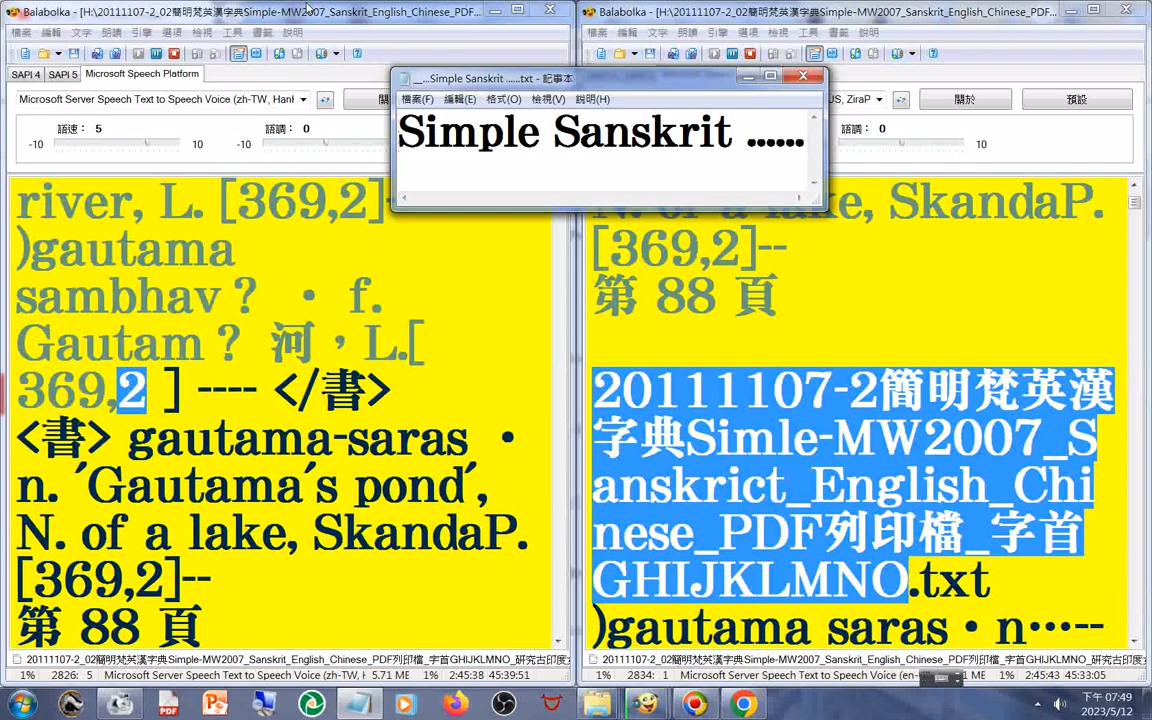 Balabolka - [H:\20111107-2_02簡明梵英漢字典Simple-MW2007_Sanskrit_English_Chinese_PDF...
檔案 編輯 文字 朗讀 引擎 選項 檢視 工具 書籤 說明
SAPI 4 SAPI 5 Microsoft Speech Platform
Microsoft Server Speech Text to Speech Voice (zh-TW, Hanl
語速： 5 語調： 0
-10 10 -10
river, L. [369,2]-
)gautama
sambhav？ · f.
Gautam？ 河，L.[
369,2 ] ---- </書>
<書> gautama-saras ·
n. ′Gautama′s pond′,
N. of a lake, SkandaP.
[369,2]--
第 88 頁
20111107-2_02簡明梵英漢字典Simple-MW2007_Sanskrit_English_Chinese_PDF列印檔_字首GHIJKLMNO_研究古印度
1% 2826: 5 5.71 ME 1% 2:45:38 45:39:51 Microsoft Server Speech Text to Speech Voice (zh-TW, H
__...Simple Sanskrit ......txt - 記事本
檔案(F) 編輯(E) 格式(O) 檢視(V) 說明(H)
Simple Sanskrit ......
Balabolka - [H:\20111107-2_02簡明梵英漢字典Simple-MW2007_Sanskrit_English_Chinese_PDF...
檔案 編輯 文字 朗讀 引擎 選項 檢視 工具 書籤 說明
US, ZiraP 關於 預設
語調： 0
10 -10 10
N. of a lake, SkandaP.
[369,2]--
第 88 頁
20111107-2簡明梵英漢
字典Simle-MW2007_S
anskrict_English_Chi
nese_PDF列印檔_字首
GHIJKLMNO.txt
)gautama saras · n…--
20111107-2_02簡明梵英漢字典Simple-MW2007_Sanskrit_English_Chinese_PDF列印檔_字首GHIJKLMNO_研究古印度
1% 2834: 1 1% 2:45:43 45:33:05 Microsoft Server Speech Text to Speech Voice (en-
下午 07:49
2023/5/12